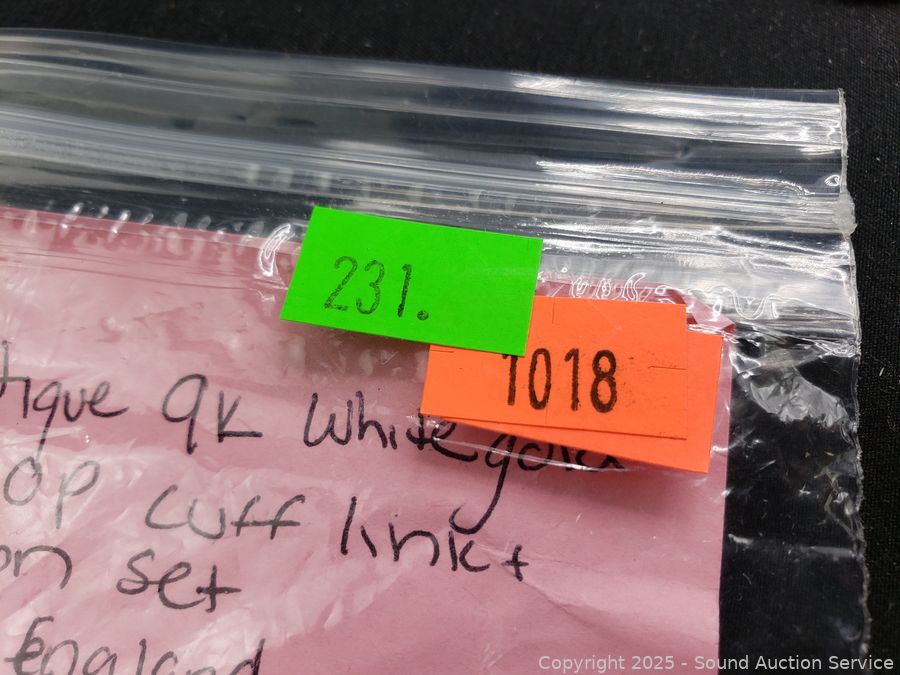 231.
1018
tique 9K White gold
op cuff link +
on set
England
Copyright 2025 - Sound Auction Service